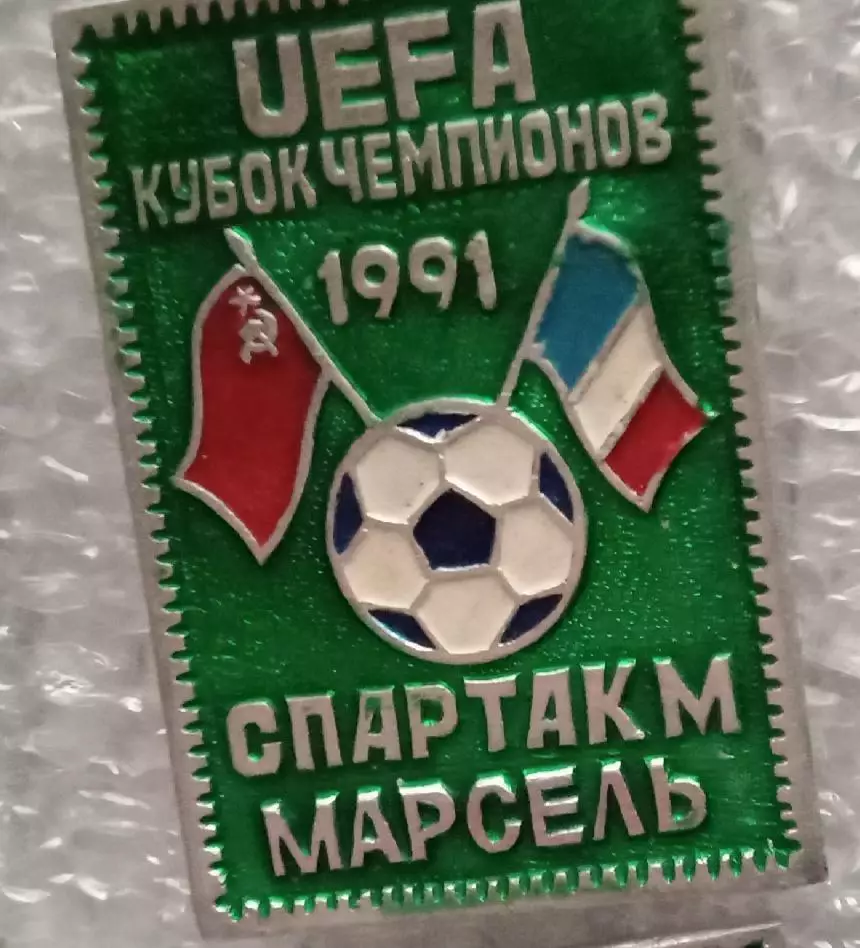 UEFA
КУБОК ЧЕМПИОНОВ
1991
СПАРТАК М
МАРСЕЛЬ